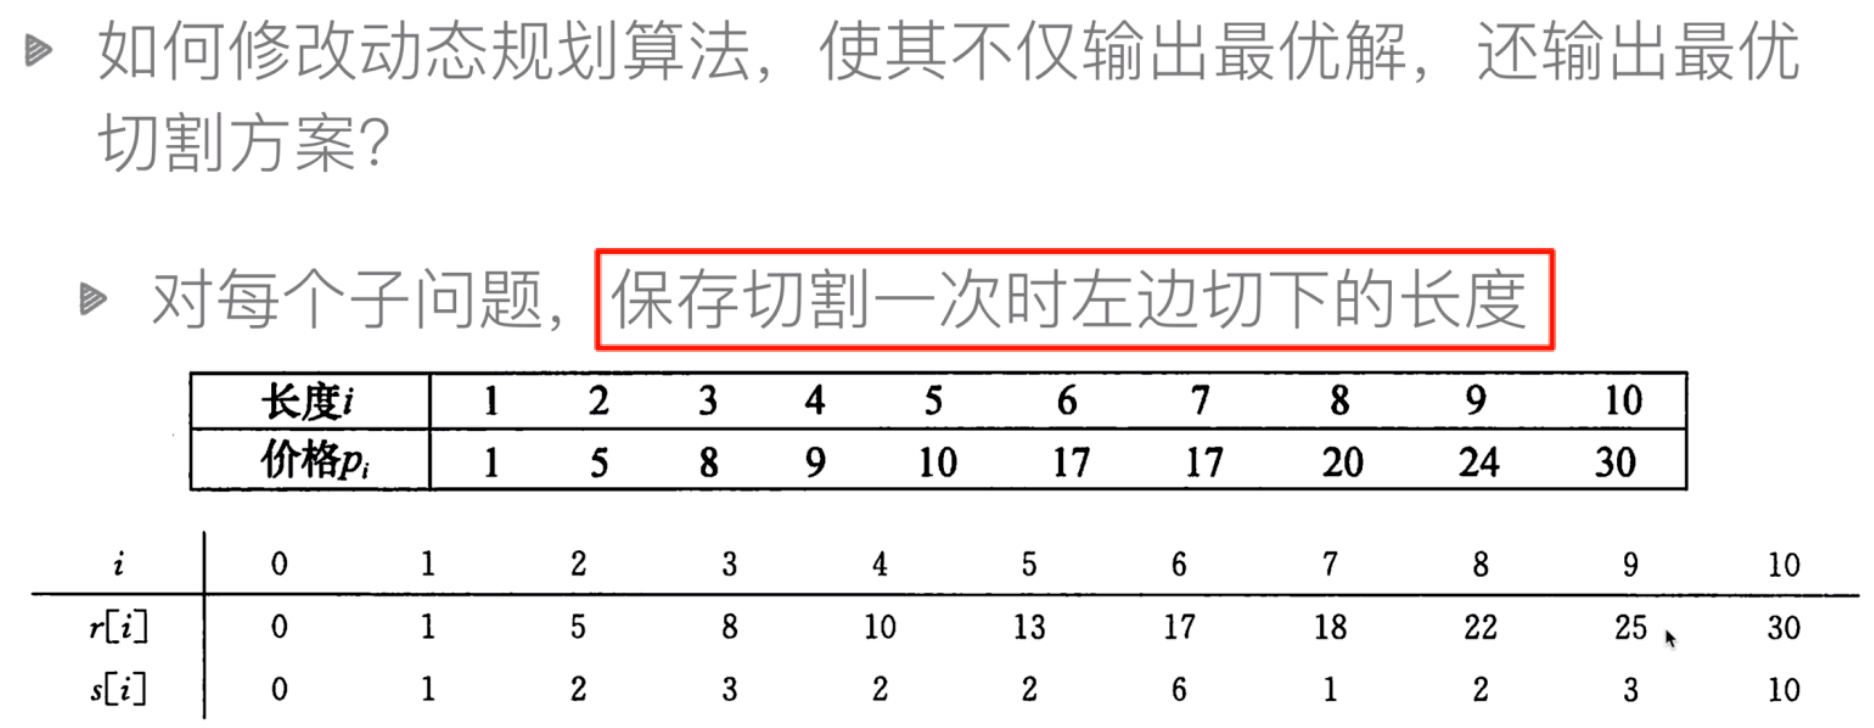 如何修改动态规划算法，使其不仅输出最优解，还输出最优
切割方案？
对每个子问题，保存切割一次时左边切下的长度
长度i 1 2 3 4 5 6 7 8 9 10
价格pᵢ 1 5 8 9 10 17 17 20 24 30
i 0 1 2 3 4 5 6 7 8 9 10
r[i] 0 1 5 8 10 13 17 18 22 25 30
s[i] 0 1 2 3 2 2 6 1 2 3 10